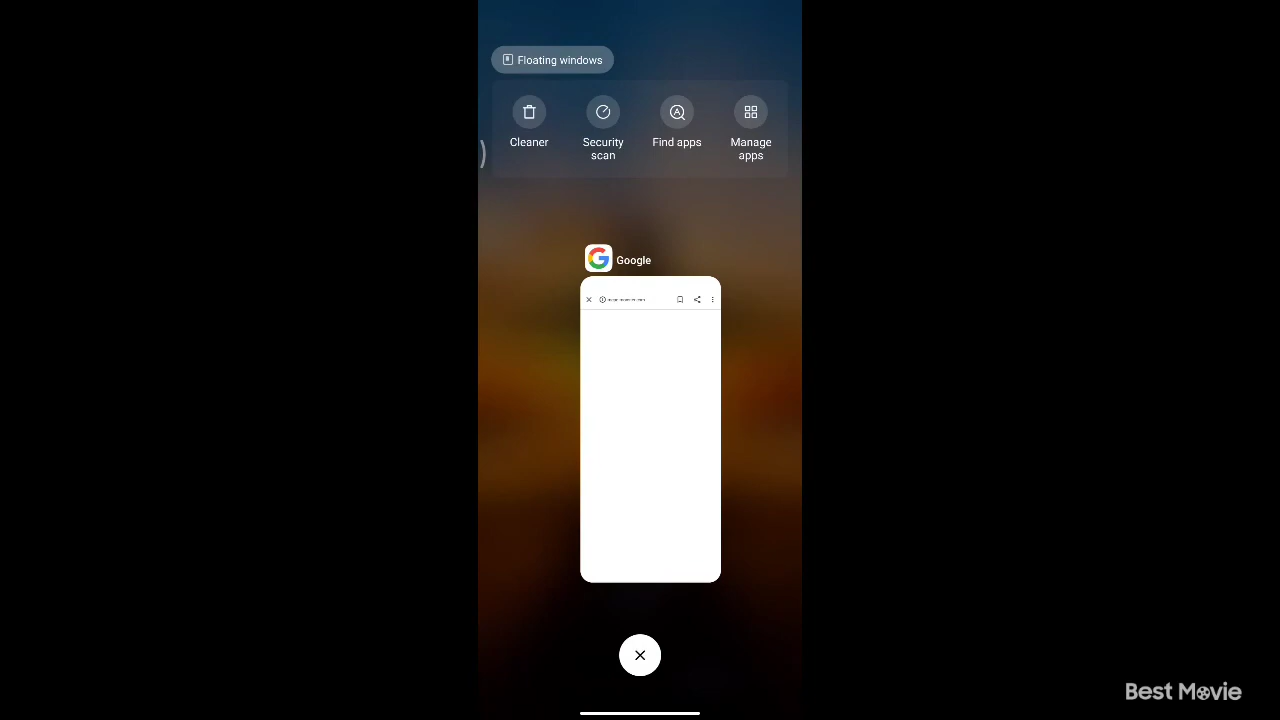 Floating windows
Cleaner
Security
scan
Find apps
Manage
apps
Google
Best Movie